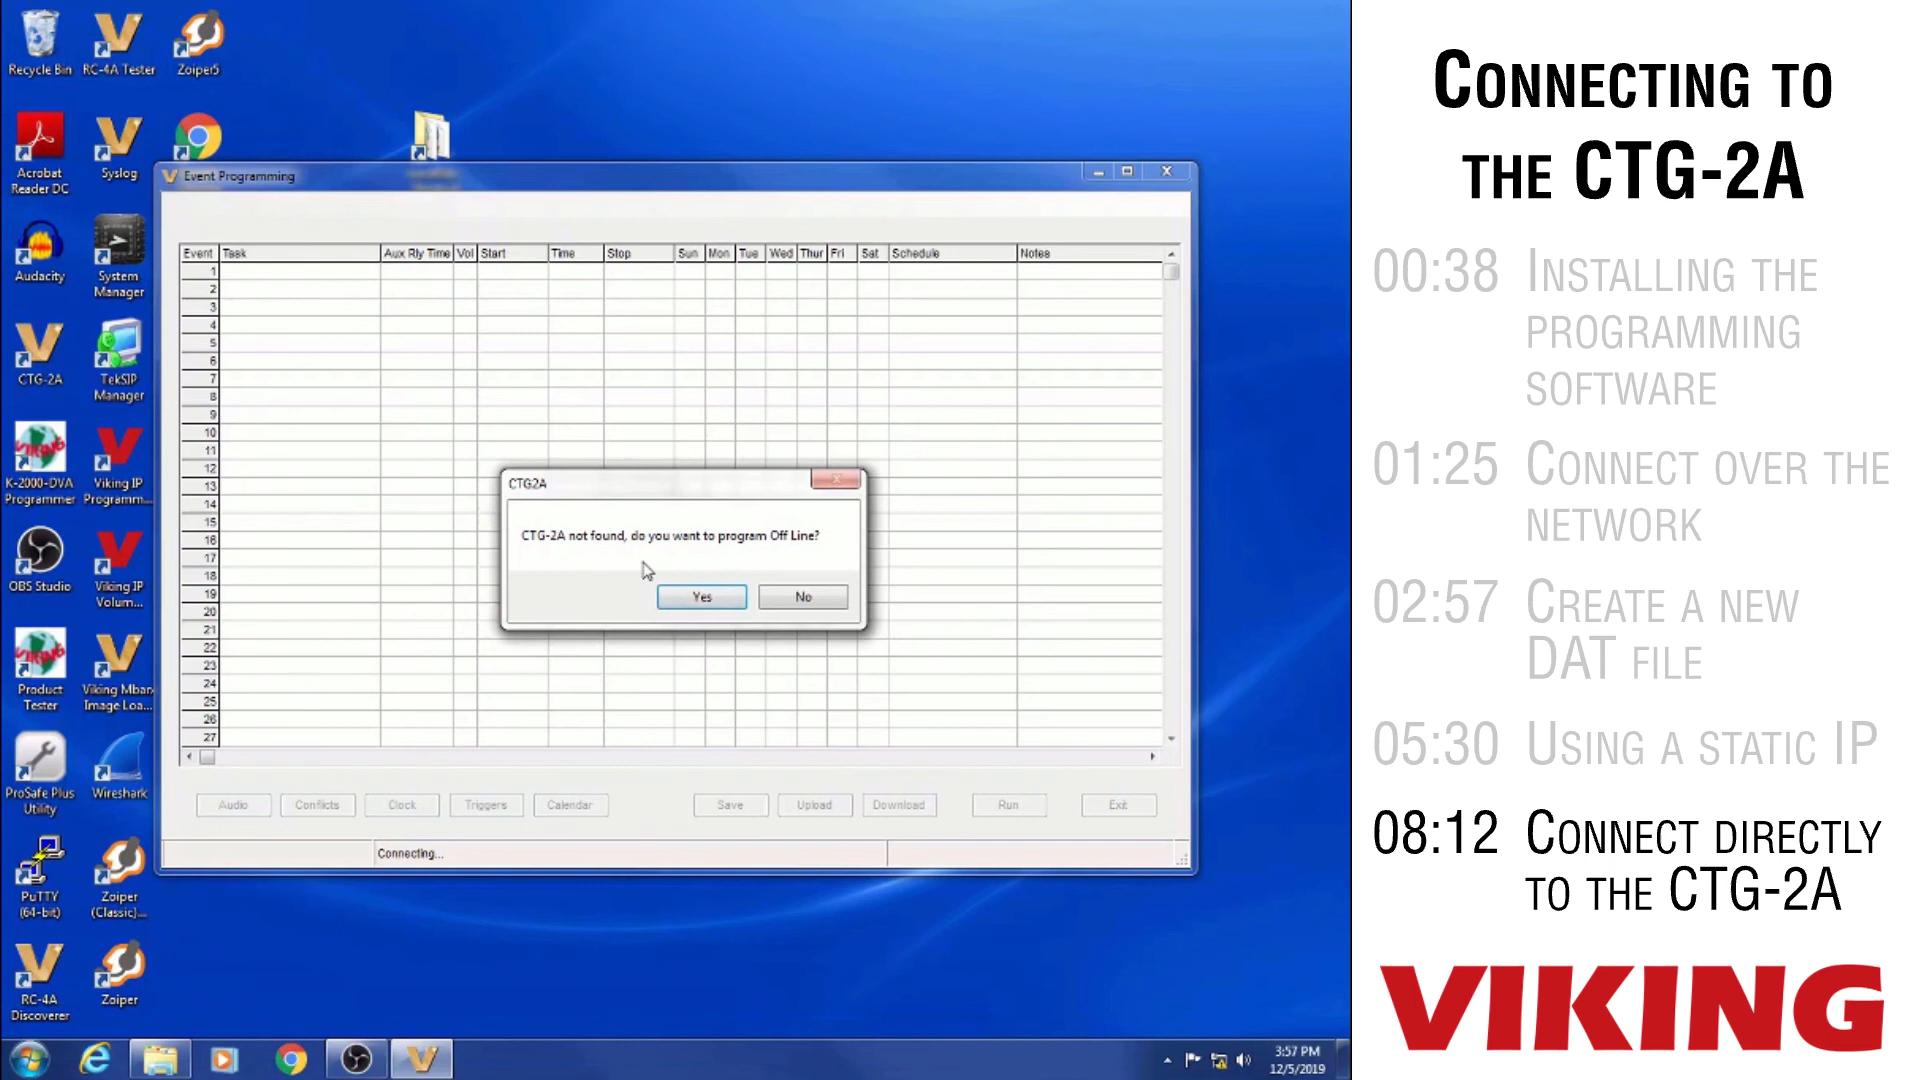 Recycle Bin
RC-4A Tester
Zoiper5
Acrobat
Reader DC
Syslog
Audacity
System
Manager
CTG-2A
TekSIP
Manager
VIKING
K-2000-DVA
Programmer
Viking IP
Programm...
OBS Studio
Viking IP
Volum...
VIKING
Product
Tester
Viking Mban
Image Loa...
ProSafe Plus
Utility
Wireshark
PuTTY
(64-bit)
Zoiper
(Classic)...
RC-4A
Discoverer
Zoiper
Event Programming
Event Task Aux Rly Time Vol Start Time Stop Sun Mon Tue Wed Thur Fri Sat Schedule Notes
1
2
3
4
5
6
7
8
9
10
11
12
13
14
15
16
17
18
19
20
21
22
23
24
25
26
27
CTG2A
CTG-2A not found, do you want to program Off Line?
Yes No
Audio Conflicts Clock Triggers Calendar Save Upload Download Run Exit
Connecting...
3:57 PM
12/5/2019
CONNECTING TO
THE CTG-2A
00:38 INSTALLING THE
PROGRAMMING
SOFTWARE
01:25 CONNECT OVER THE
NETWORK
02:57 CREATE A NEW
DAT FILE
05:30 USING A STATIC IP
08:12 CONNECT DIRECTLY
TO THE CTG-2A
VIKING